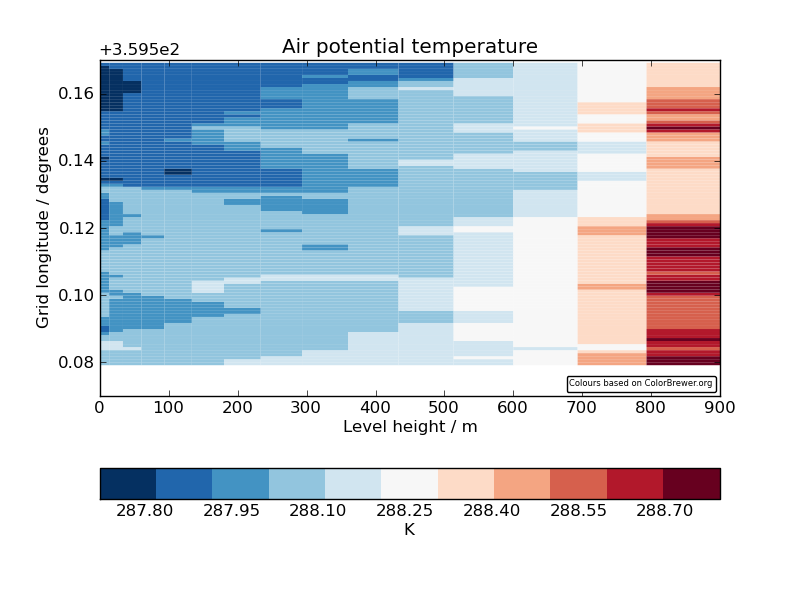 +3.595e2
Air potential temperature
0.16
0.14
0.12
0.10
0.08
Grid longitude / degrees
Colours based on ColorBrewer.org
0 100 200 300 400 500 600 700 800 900
Level height / m
287.80 287.95 288.10 288.25 288.40 288.55 288.70
K